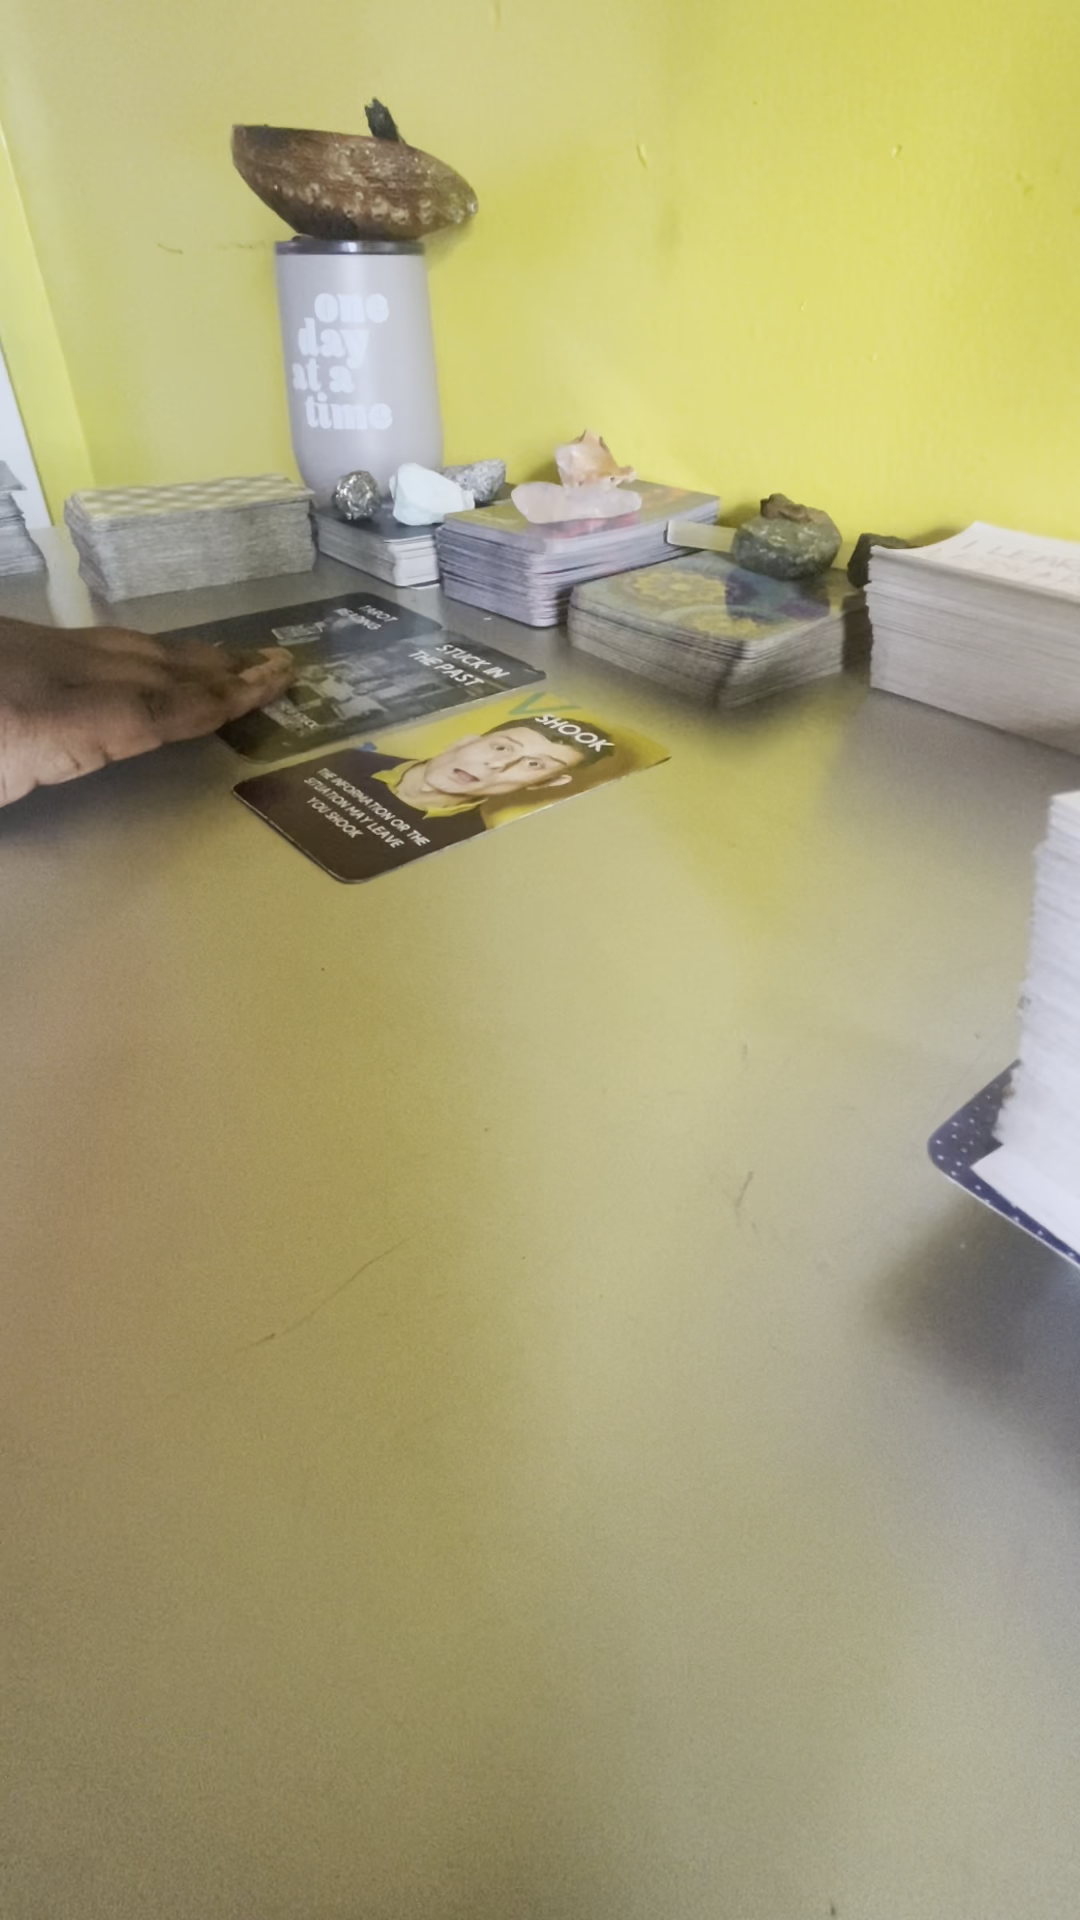 one
day
at a
time
TAROT
READING
STUCK IN
THE PAST
SHOOK
THE INFORMATION OR THE
SITUATION MAY LEAVE
YOU SHOOK